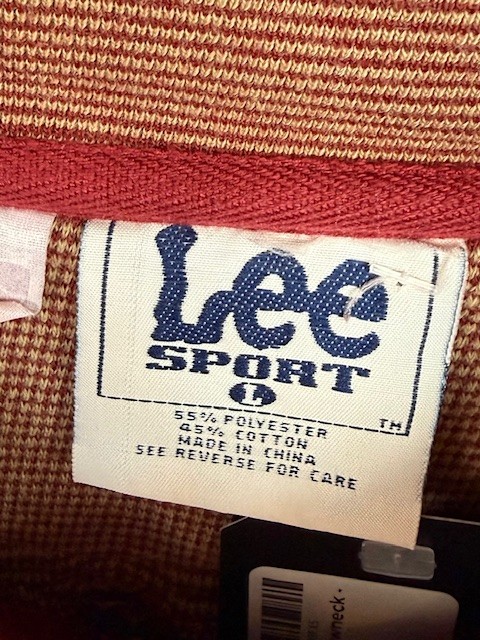 Lee
SPORT
L
TM
55% POLYESTER
45% COTTON
MADE IN CHINA
SEE REVERSE FOR CARE